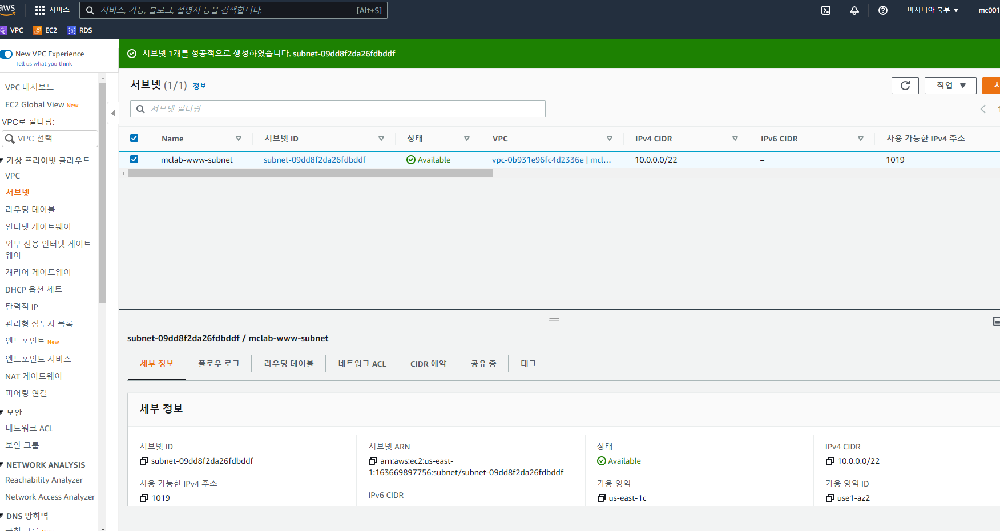 aws
서비스
서비스, 기능, 블로그, 설명서 등을 검색합니다.
[Alt+S]
버지니아 북부
mc001
VPC
EC2
RDS
New VPC Experience
Tell us what you think
VPC 대시보드
EC2 Global View New
VPC로 필터링:
VPC 선택
가상 프라이빗 클라우드
VPC
서브넷
라우팅 테이블
인터넷 게이트웨이
외부 전용 인터넷 게이트
웨이
캐리어 게이트웨이
DHCP 옵션 세트
탄력적 IP
관리형 접두사 목록
엔드포인트 New
엔드포인트 서비스
NAT 게이트웨이
피어링 연결
보안
네트워크 ACL
보안 그룹
NETWORK ANALYSIS
Reachability Analyzer
Network Access Analyzer
DNS 방화벽
서브넷 1개를 성공적으로 생성하였습니다. subnet-09dd8f2da26fdbddf
서브넷 (1/1) 정보
작업
서브넷 필터링
Name 서브넷 ID 상태 VPC IPv4 CIDR IPv6 CIDR 사용 가능한 IPv4 주소
mclab-www-subnet subnet-09dd8f2da26fdbddf Available vpc-0b931e96fc4d2336e | mcl... 10.0.0.0/22 – 1019
subnet-09dd8f2da26fdbddf / mclab-www-subnet
세부 정보 플로우 로그 라우팅 테이블 네트워크 ACL CIDR 예약 공유 중 태그
세부 정보
서브넷 ID
subnet-09dd8f2da26fdbddf
사용 가능한 IPv4 주소
1019
서브넷 ARN
arn:aws:ec2:us-east-
1:163669897756:subnet/subnet-09dd8f2da26fdbddf
IPv6 CIDR
상태
Available
가용 영역
us-east-1c
IPv4 CIDR
10.0.0.0/22
가용 영역 ID
use1-az2